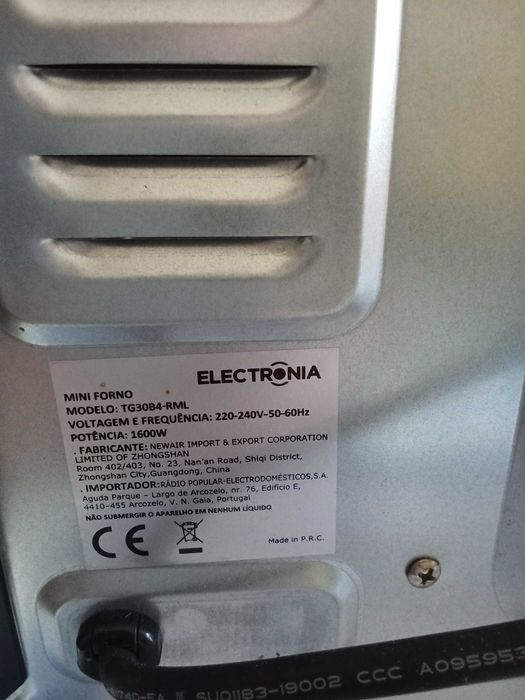 ELECTRONIA
MINI FORNO
MODELO: TG30B4-RML
VOLTAGEM E FREQUÊNCIA: 220-240V~50-60Hz
POTÊNCIA: 1600W
. FABRICANTE: NEWAIR IMPORT & EXPORT CORPORATION
LIMITED OF ZHONGSHAN
Room 402/403, No. 23, Nan'an Road, Shiqi District,
Zhongshan City,Guangdong, China
. IMPORTADOR: RÁDIO POPULAR-ELECTRODOMÉSTICOS,S.A.
Aguda Parque – Largo de Arcozelo, nr. 76, Edifício E,
4410-455 Arcozelo, V. N. Gaia, Portugal
NÃO SUBMERGIR O APARELHO EM NENHUM LÍQUIDO
CE
Made in P.R.C.
SU01183-19002 CCC A095953